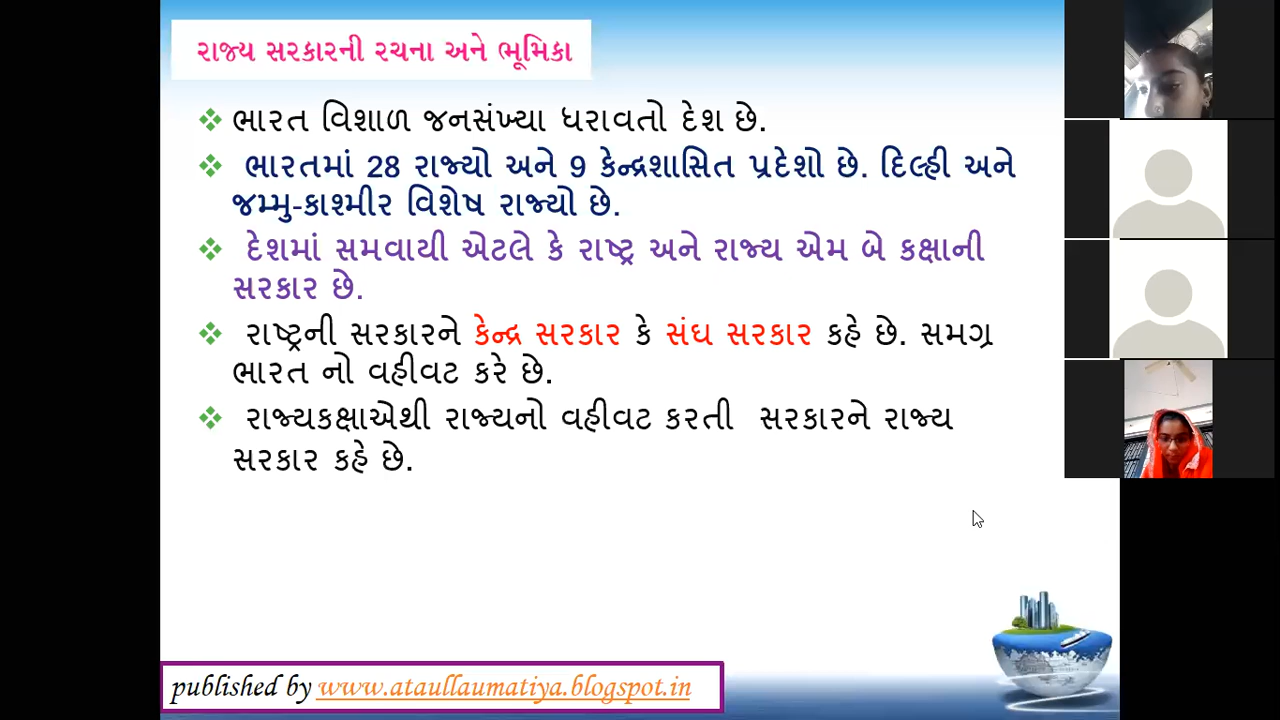 રાજ્ય સરકારની રચના અને ભૂમિકા
ભારત વિશાળ જનસંખ્યા ધરાવતો દેશ છે.
ભારતમાં 28 રાજ્યો અને 9 કેન્દ્રશાસિત પ્રદેશો છે. દિલ્હી અને
જમ્મુ-કાશ્મીર વિશેષ રાજ્યો છે.
દેશમાં સમવાયી એટલે કે રાષ્ટ્ર અને રાજ્ય એમ બે કક્ષાની
સરકાર છે.
રાષ્ટ્રની સરકારને કેન્દ્ર સરકાર કે સંઘ સરકાર કહે છે. સમગ્ર
ભારત નો વહીવટ કરે છે.
રાજ્યકક્ષાએથી રાજ્યનો વહીવટ કરતી સરકારને રાજ્ય
સરકાર કહે છે.
published by www.ataullaumatiya.blogspot.in